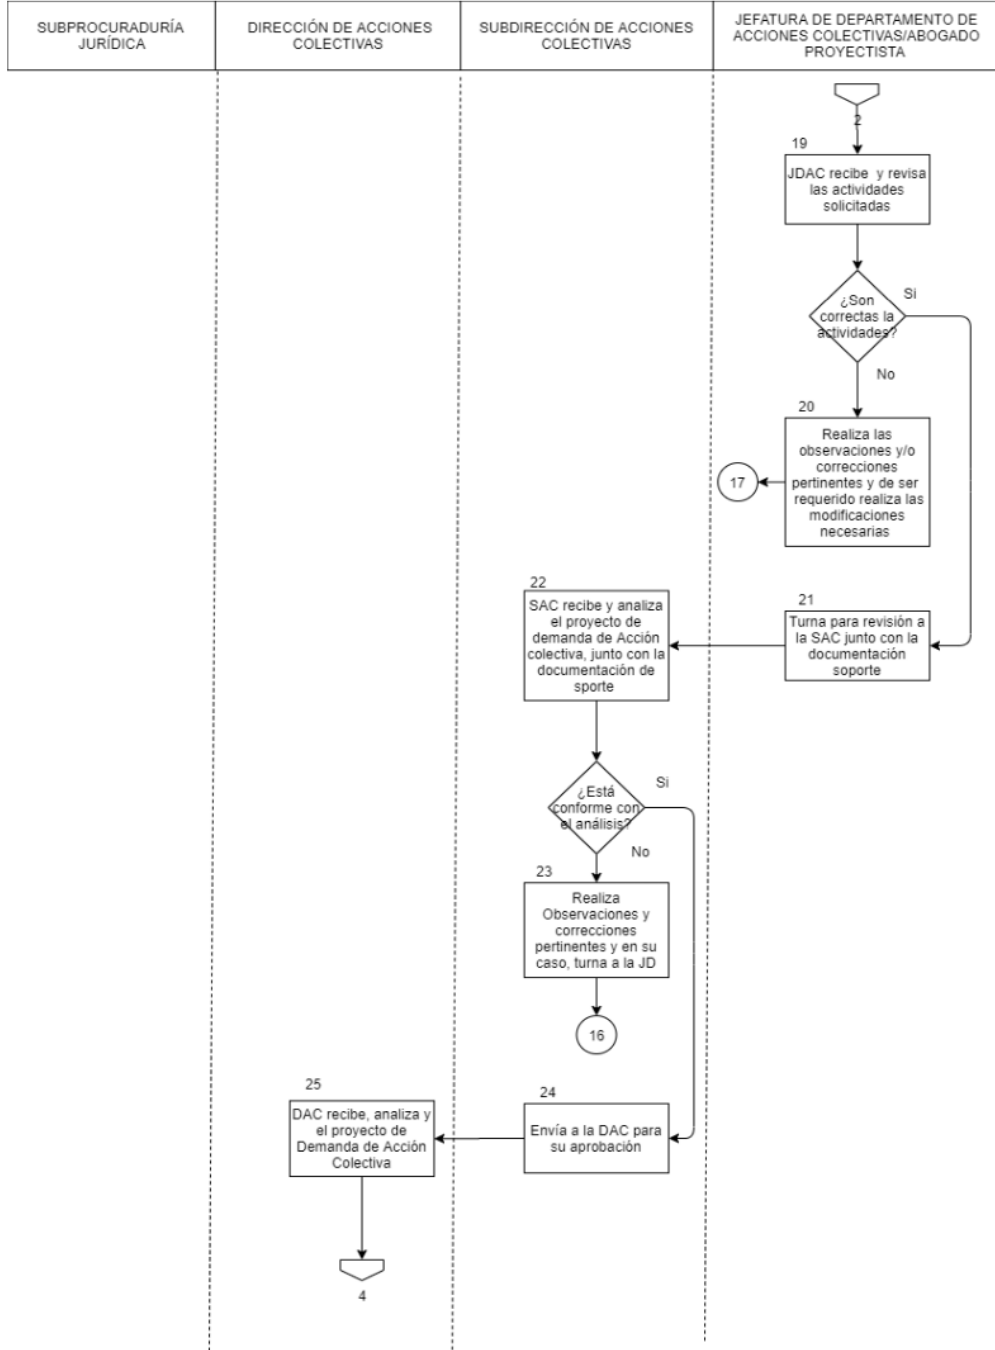 SUBPROCURADURÍA
JURÍDICA
DIRECCIÓN DE ACCIONES
COLECTIVAS
SUBDIRECCIÓN DE ACCIONES
COLECTIVAS
JEFATURA DE DEPARTAMENTO DE
ACCIONES COLECTIVAS/ABOGADO
PROYECTISTA
2
19
JDAC recibe y revisa
las actividades
solicitadas
¿Son
correctas la
actividades?
Si
No
20
Realiza las
observaciones y/o
correcciones
pertinentes y de ser
requerido realiza las
modificaciones
necesarias
17
21
Turna para revisión a
la SAC junto con la
documentación
soporte
22
SAC recibe y analiza
el proyecto de
demanda de Acción
colectiva, junto con la
documentación de
sporte
¿Está
conforme con
el análisis?
Si
No
23
Realiza
Observaciones y
correcciones
pertinentes y en su
caso, turna a la JD
16
24
Envía a la DAC para
su aprobación
25
DAC recibe, analiza y
el proyecto de
Demanda de Acción
Colectiva
4